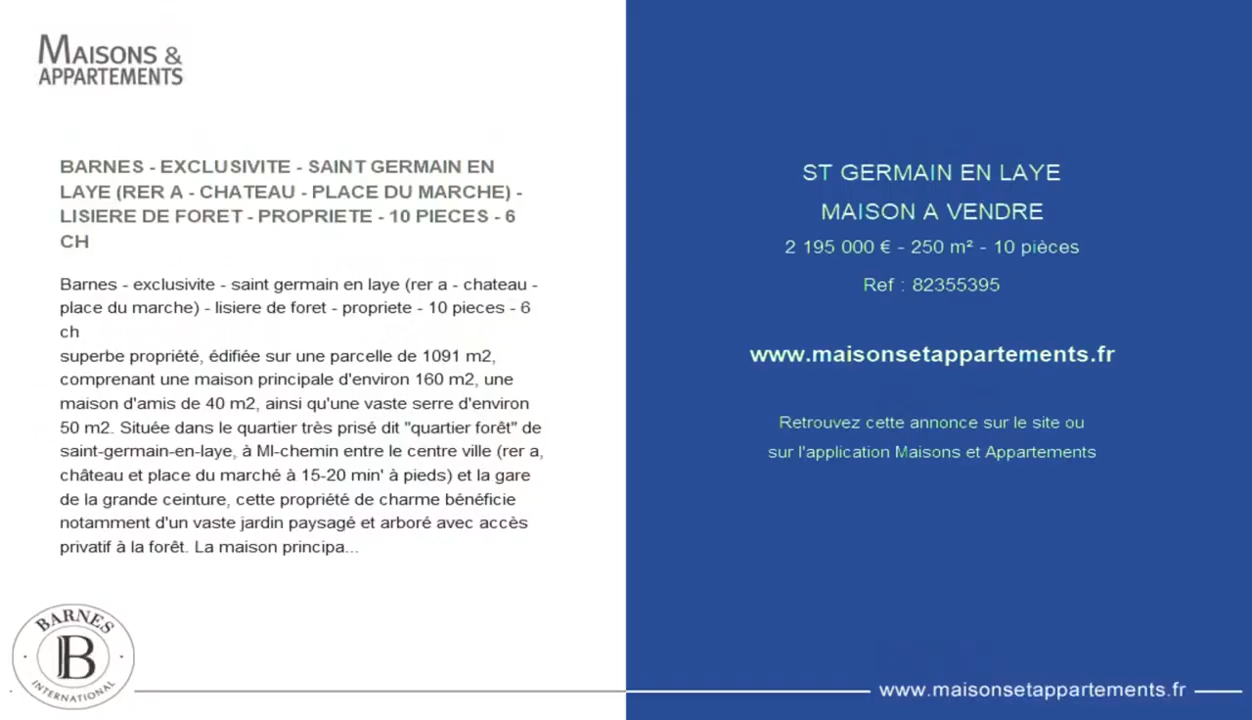 MAISONS &
APPARTEMENTS
BARNES - EXCLUSIVITE - SAINT GERMAIN EN
LAYE (RER A - CHATEAU - PLACE DU MARCHE) -
LISIERE DE FORET - PROPRIETE - 10 PIECES - 6
CH
Barnes - exclusivite - saint germain en laye (rer a - chateau -
place du marche) - lisiere de foret - propriete - 10 pieces - 6
ch
superbe propriété, édifiée sur une parcelle de 1091 m2,
comprenant une maison principale d'environ 160 m2, une
maison d'amis de 40 m2, ainsi qu'une vaste serre d'environ
50 m2. Située dans le quartier très prisé dit "quartier forêt" de
saint-germain-en-laye, à MI-chemin entre le centre ville (rer a,
château et place du marché à 15-20 min' à pieds) et la gare
de la grande ceinture, cette propriété de charme bénéficie
notamment d'un vaste jardin paysagé et arboré avec accès
privatif à la forêt. La maison principa...
BARNES
B
INTERNATIONAL
ST GERMAIN EN LAYE
MAISON A VENDRE
2 195 000 € - 250 m² - 10 pièces
Ref : 82355395
www.maisonsetappartements.fr
Retrouvez cette annonce sur le site ou
sur l'application Maisons et Appartements
www.maisonsetappartements.fr